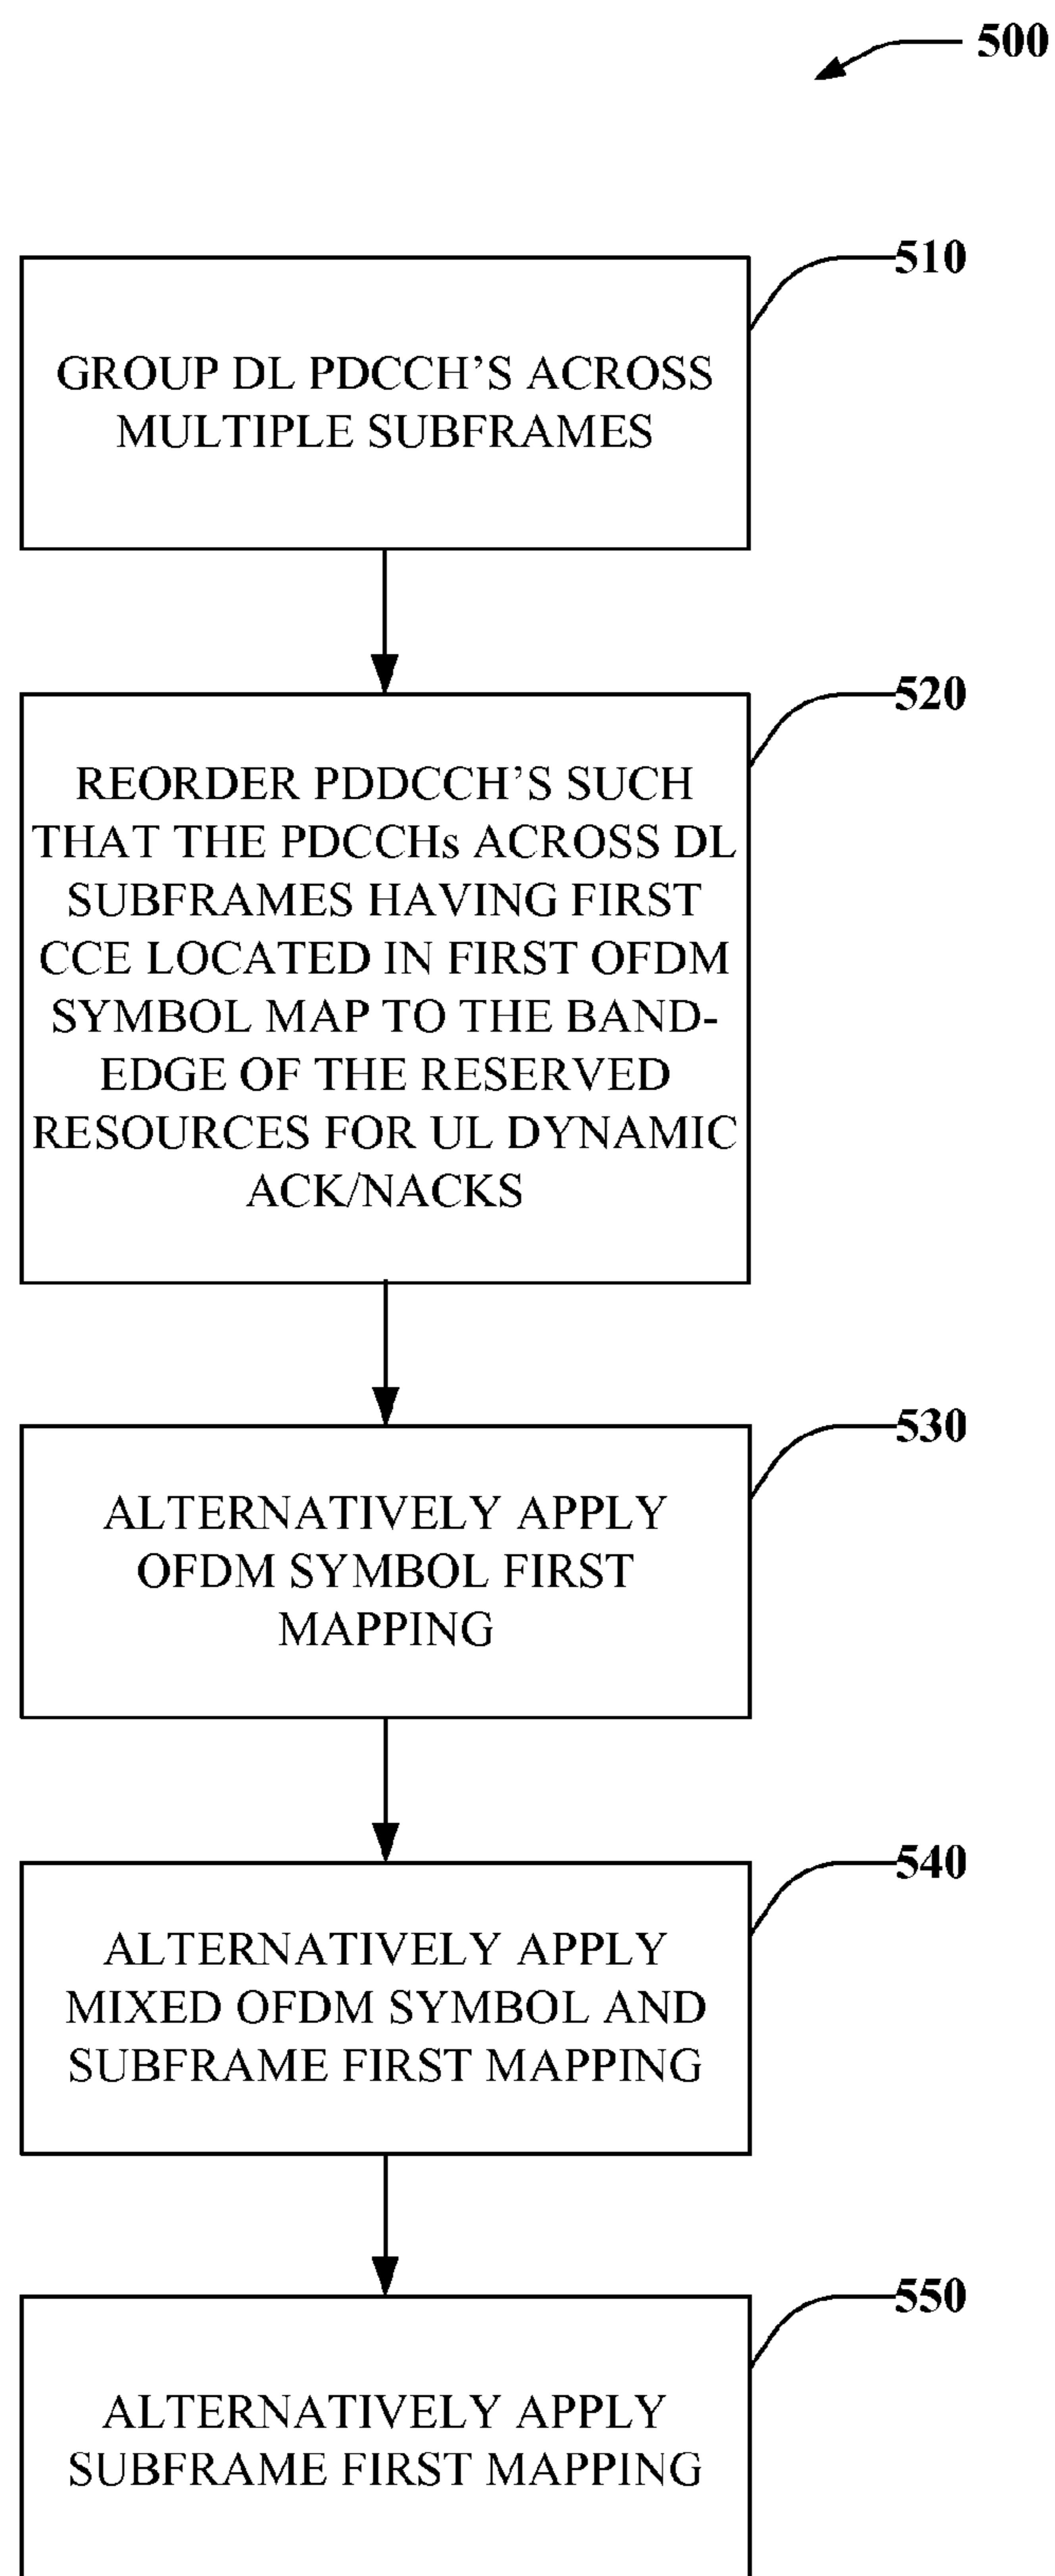 500
510
GROUP DL PDCCH'S ACROSS
MULTIPLE SUBFRAMES
520
REORDER PDDCCH'S SUCH
THAT THE PDCCHs ACROSS DL
SUBFRAMES HAVING FIRST
CCE LOCATED IN FIRST OFDM
SYMBOL MAP TO THE BAND-
EDGE OF THE RESERVED
RESOURCES FOR UL DYNAMIC
ACK/NACKS
530
ALTERNATIVELY APPLY
OFDM SYMBOL FIRST
MAPPING
540
ALTERNATIVELY APPLY
MIXED OFDM SYMBOL AND
SUBFRAME FIRST MAPPING
550
ALTERNATIVELY APPLY
SUBFRAME FIRST MAPPING